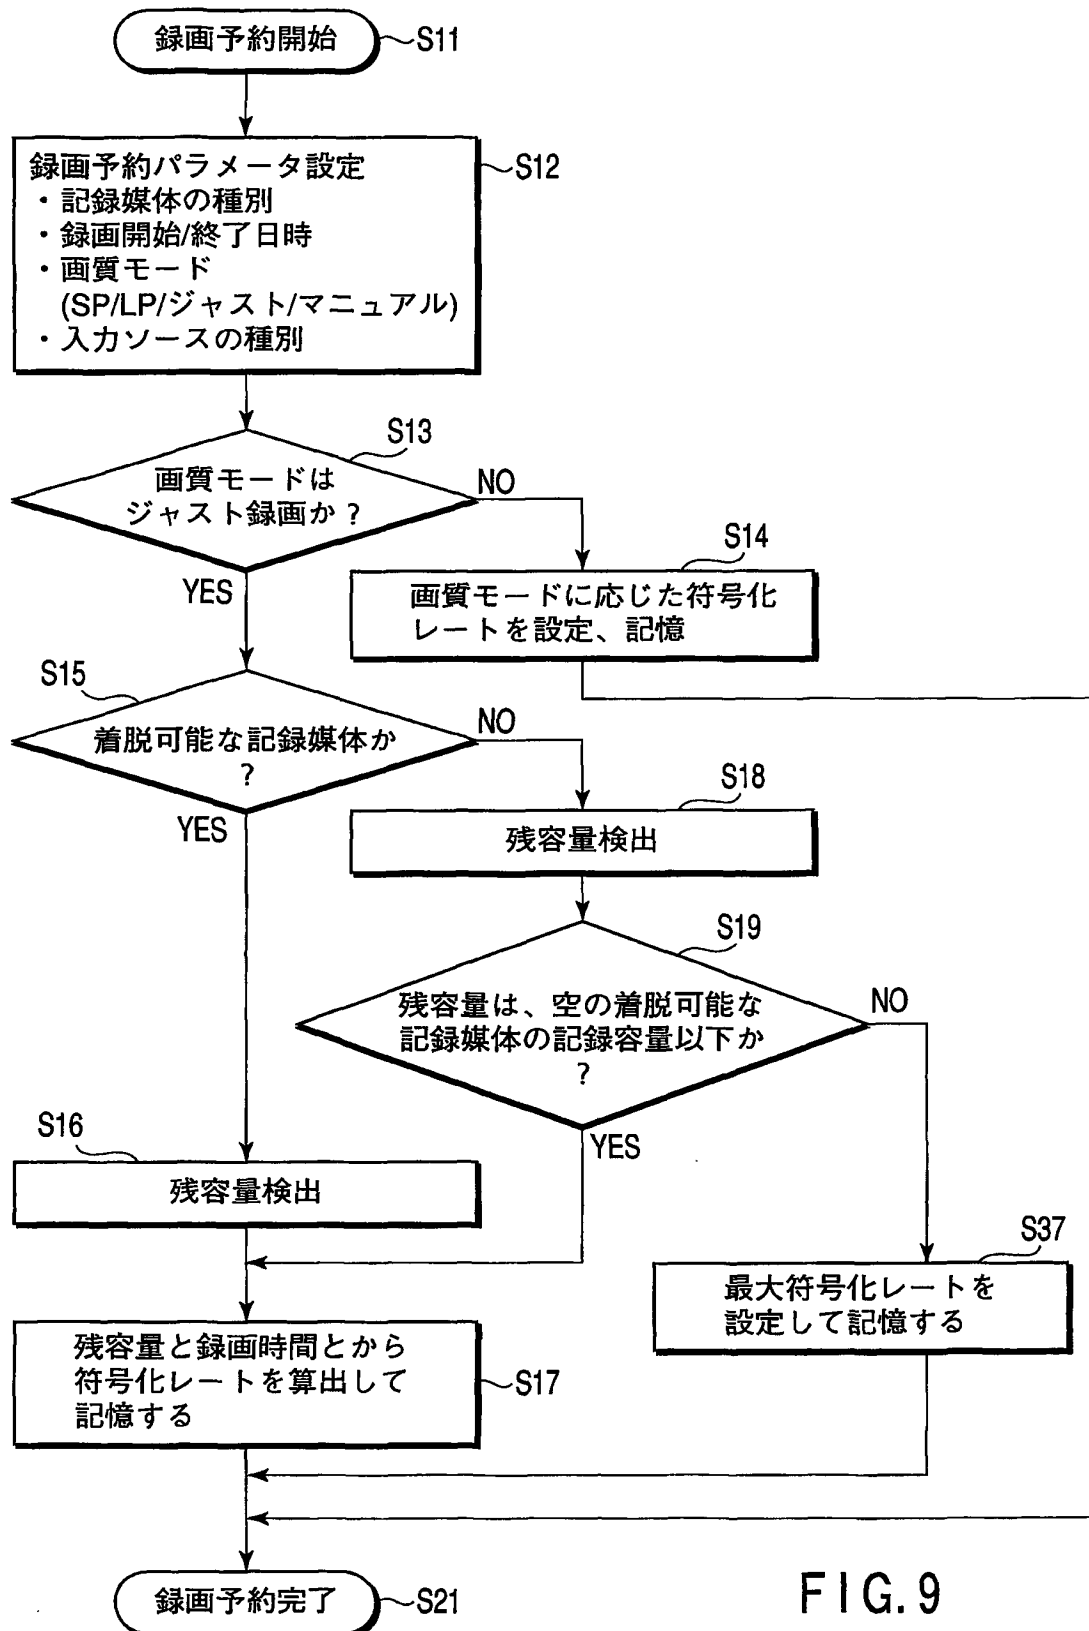 録画予約開始
S11
録画予約パラメータ設定
・記録媒体の種別
・録画開始/終了日時
・画質モード
(SP/LP/ジャスト/マニュアル)
・入力ソースの種別
S12
S13
画質モードは
ジャスト録画か?
NO
YES
S14
画質モードに応じた符号化
レートを設定、記憶
S15
着脱可能な記録媒体か
?
NO
YES
S18
残容量検出
S19
残容量は、空の着脱可能な
記録媒体の記録容量以下か
?
NO
YES
S16
残容量検出
S37
最大符号化レートを
設定して記憶する
残容量と録画時間とから
符号化レートを算出して
記憶する
S17
録画予約完了
S21
FIG. 9